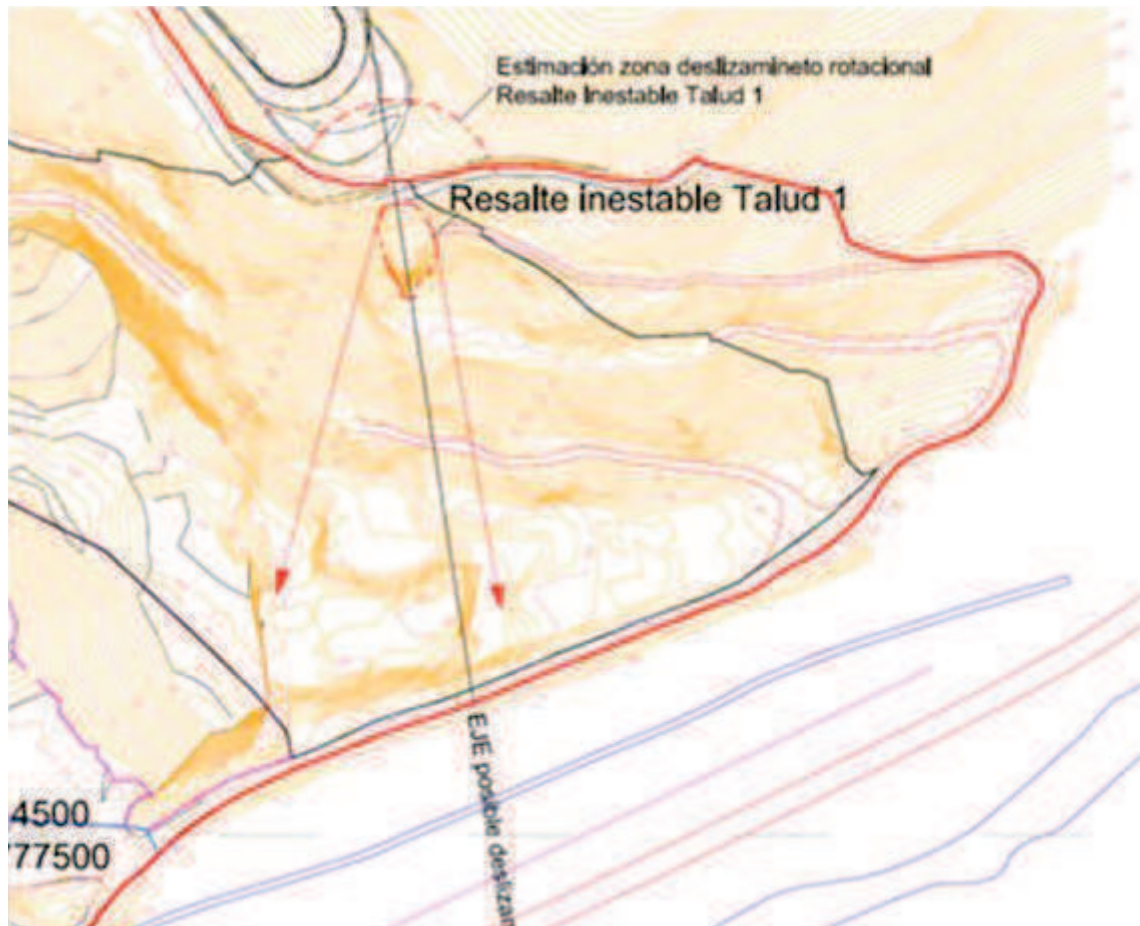 Estimación zona deslizamineto rotacional
Resalte Inestable Talud 1
Resalte inestable Talud 1
EJE posible deslizam
4500
77500